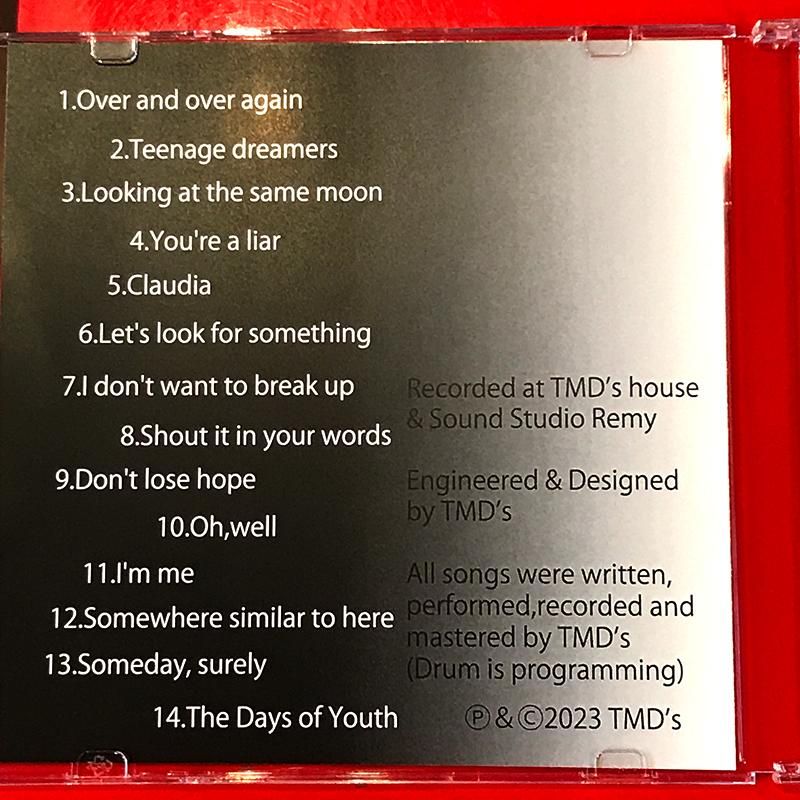 1.Over and over again
2.Teenage dreamers
3.Looking at the same moon
4.You're a liar
5.Claudia
6.Let's look for something
7.I don't want to break up
8.Shout it in your words
9.Don't lose hope
10.Oh,well
11.I'm me
12.Somewhere similar to here
13.Someday, surely
14.The Days of Youth
Recorded at TMD’s house
& Sound Studio Remy
Engineered & Designed
by TMD’s
All songs were written,
performed,recorded and
mastered by TMD’s
(Drum is programming)
Ⓟ&©2023 TMD’s